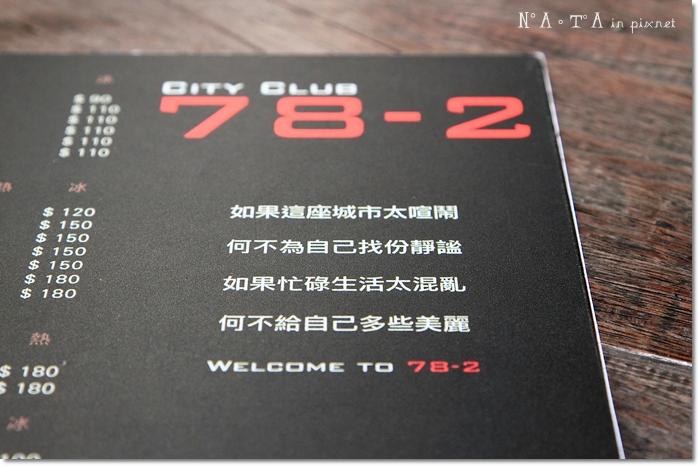 N°A·T°A in pixnet
CITY CLUB
78-2
冰
$ 90
$ 110
$ 110
$ 110
$ 110
熱 冰
$ 120
$ 150
$ 150
$ 150
$ 150
$ 180
$ 180
熱
$ 180
$ 180
冰
如果這座城市太喧鬧
何不為自己找份靜謐
如果忙碌生活太混亂
何不給自己多些美麗
WELCOME TO 78-2